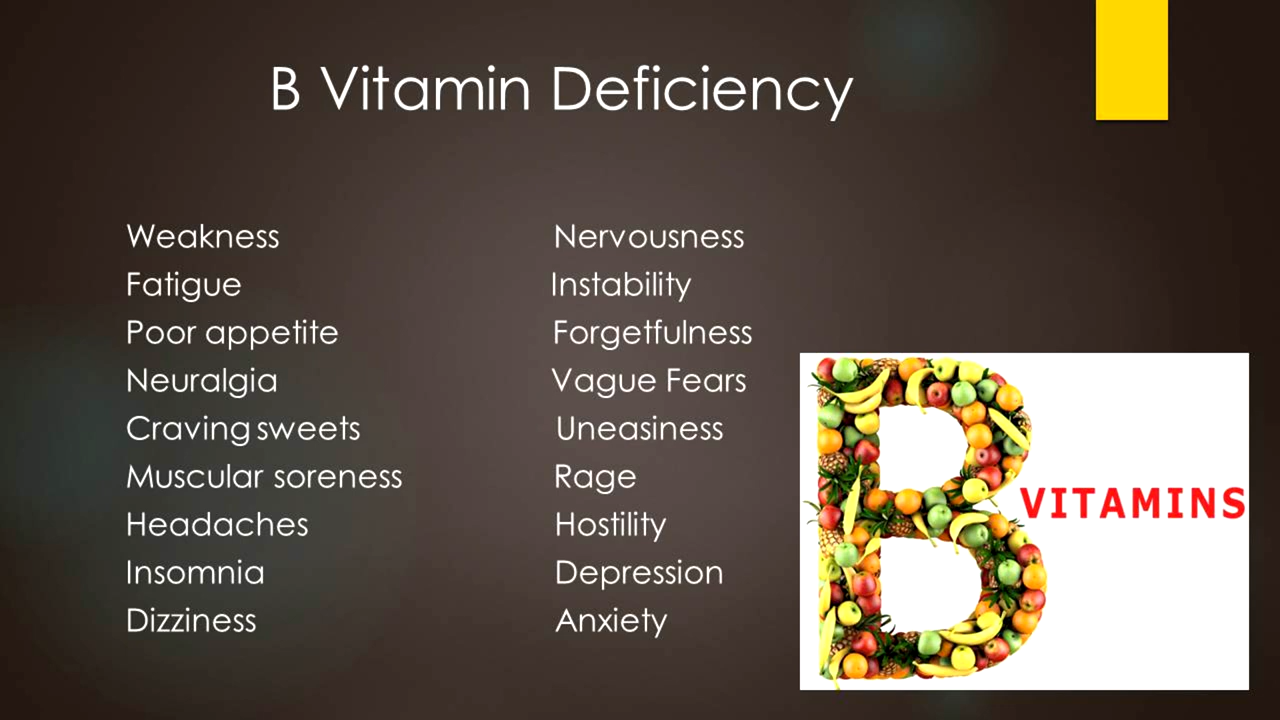 B Vitamin Deficiency
Weakness
Fatigue
Poor appetite
Neuralgia
Craving sweets
Muscular soreness
Headaches
Insomnia
Dizziness
Nervousness
Instability
Forgetfulness
Vague Fears
Uneasiness
Rage
Hostility
Depression
Anxiety
B VITAMINS